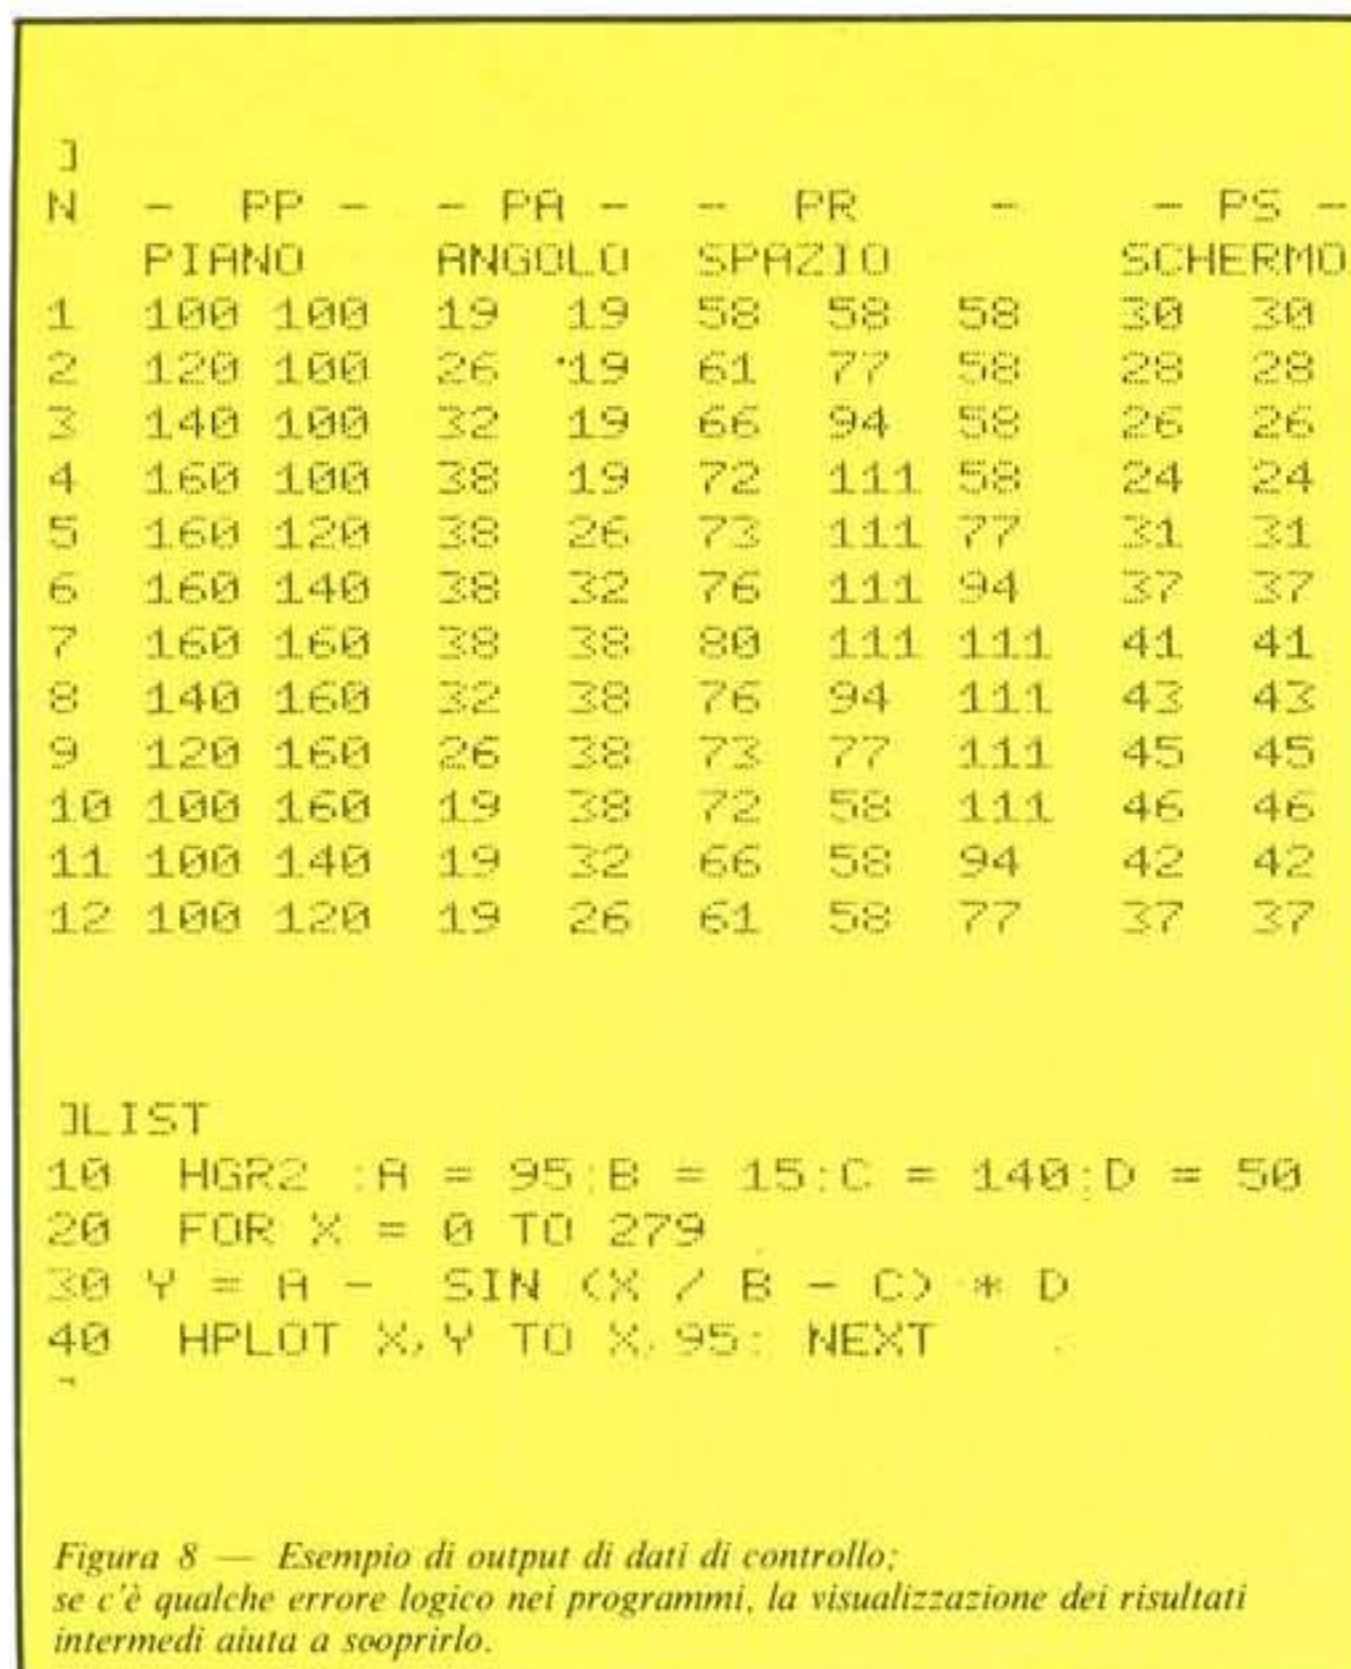 ]
N - PP - - PA - - PR - - PS -
PIANO ANGOLO SPAZIO SCHERMO
1 100 100 19 19 58 58 58 30 30
2 120 100 26 19 61 77 58 28 28
3 140 100 32 19 66 94 58 26 26
4 160 100 38 19 72 111 58 24 24
5 160 120 38 26 73 111 77 31 31
6 160 140 38 32 76 111 94 37 37
7 160 160 38 38 80 111 111 41 41
8 140 160 32 38 76 94 111 43 43
9 120 160 26 38 73 77 111 45 45
10 100 160 19 38 72 58 111 46 46
11 100 140 19 32 66 58 94 42 42
12 100 120 19 26 61 58 77 37 37
]LIST
10 HGR2 :A = 95:B = 15:C = 140:D = 50
20 FOR X = 0 TO 279
30 Y = A - SIN (X / B - C) * D
40 HPLOT X,Y TO X,95: NEXT
Figura 8 — Esempio di output di dati di controllo;
se c'è qualche errore logico nei programmi, la visualizzazione dei risultati
intermedi aiuta a sooprirlo.